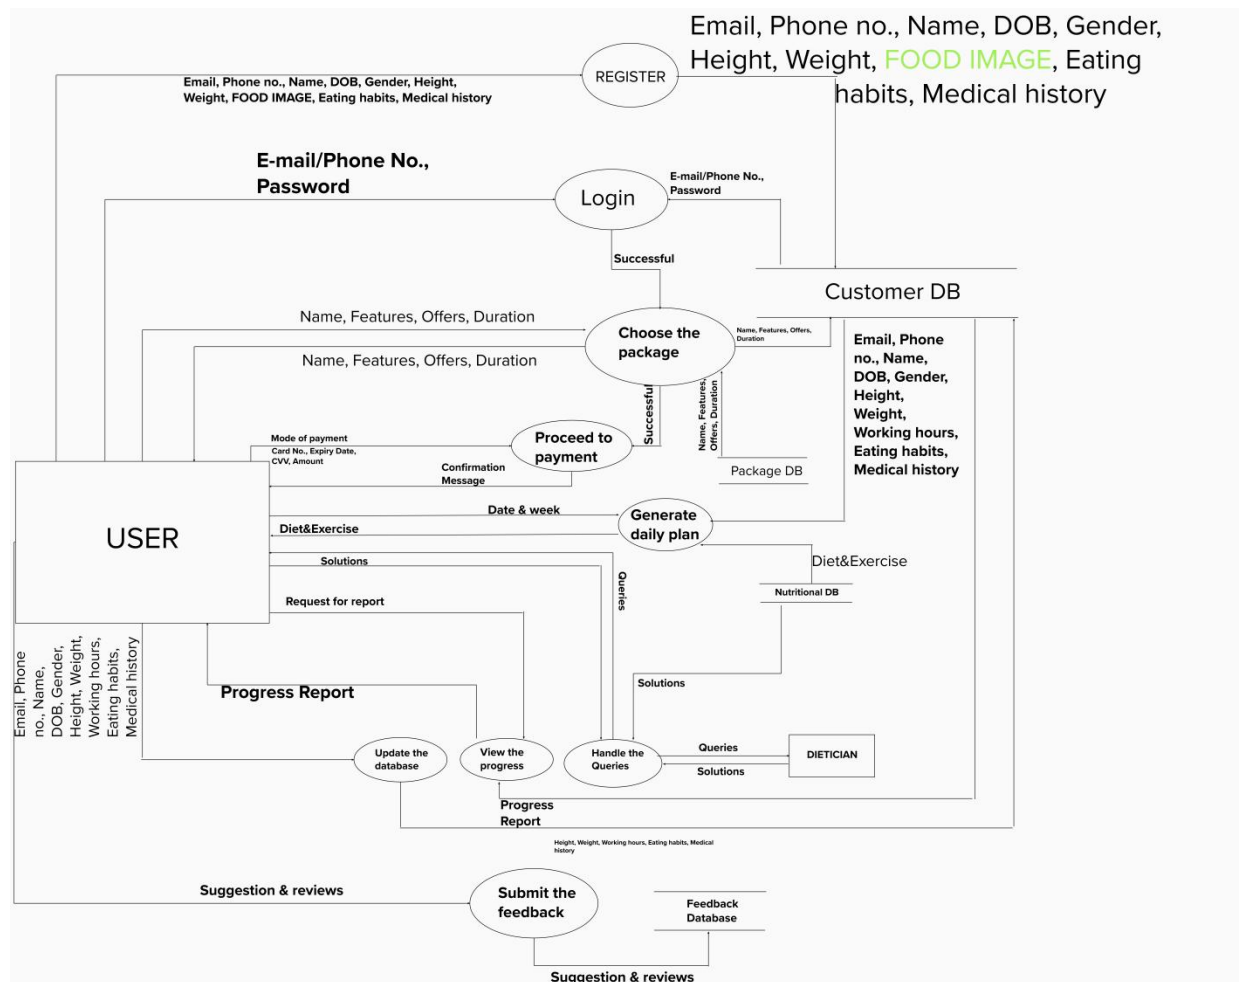 Email, Phone no., Name, DOB, Gender,
Height, Weight, FOOD IMAGE, Eating
habits, Medical history
REGISTER
Email, Phone no., Name, DOB, Gender, Height,
Weight, FOOD IMAGE, Eating habits, Medical history
E-mail/Phone No.,
Password
Login
E-mail/Phone No.,
Password
Successful
Customer DB
Name, Features, Offers, Duration
Choose the
package
Name, Features, Offers,
Duration
Name, Features, Offers, Duration
Email, Phone
no., Name,
DOB, Gender,
Height,
Weight,
Working hours,
Eating habits,
Medical history
Successful
Name, Features,
Offers, Duration
Mode of payment
Card No., Expiry Date,
CVV, Amount
Proceed to
payment
Confirmation
Message
Package DB
USER
Date & week
Generate
daily plan
Diet&Exercise
Diet&Exercise
Solutions
Queries
Nutritional DB
Request for report
Email, Phone
no., Name,
DOB, Gender,
Height, Weight,
Working hours,
Eating habits,
Medical history
Progress Report
Solutions
Update the
database
View the
progress
Handle the
Queries
Queries
Solutions
DIETICIAN
Progress
Report
Height, Weight, Working hours, Eating habits, Medical
history
Suggestion & reviews
Submit the
feedback
Feedback
Database
Suggestion & reviews